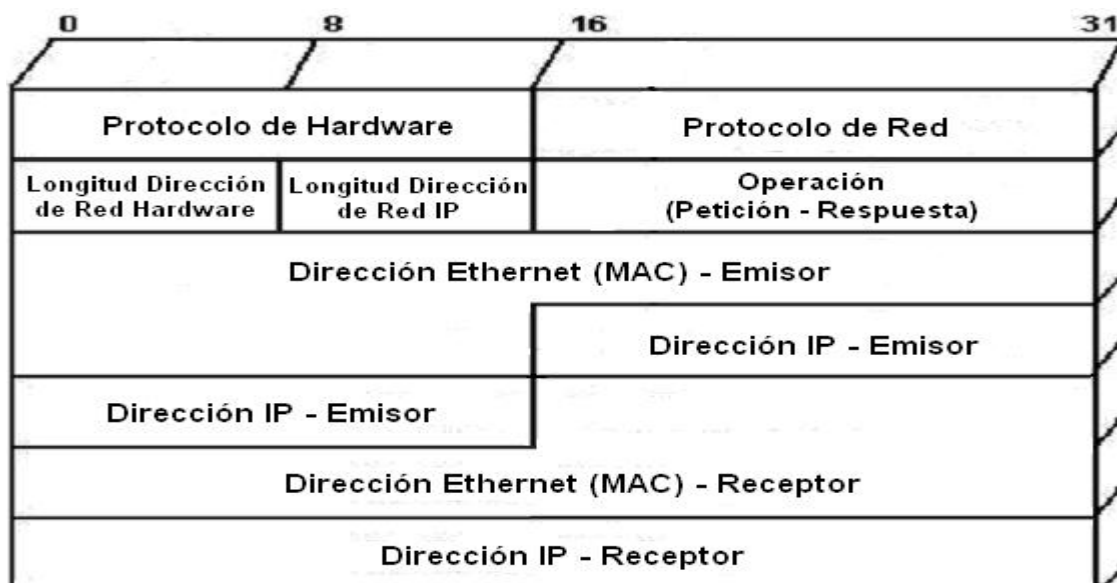 0 8 16 31
Protocolo de Hardware
Protocolo de Red
Longitud Dirección
de Red Hardware
Longitud Dirección
de Red IP
Operación
(Petición - Respuesta)
Dirección Ethernet (MAC) - Emisor
Dirección IP - Emisor
Dirección IP - Emisor
Dirección Ethernet (MAC) - Receptor
Dirección IP - Receptor